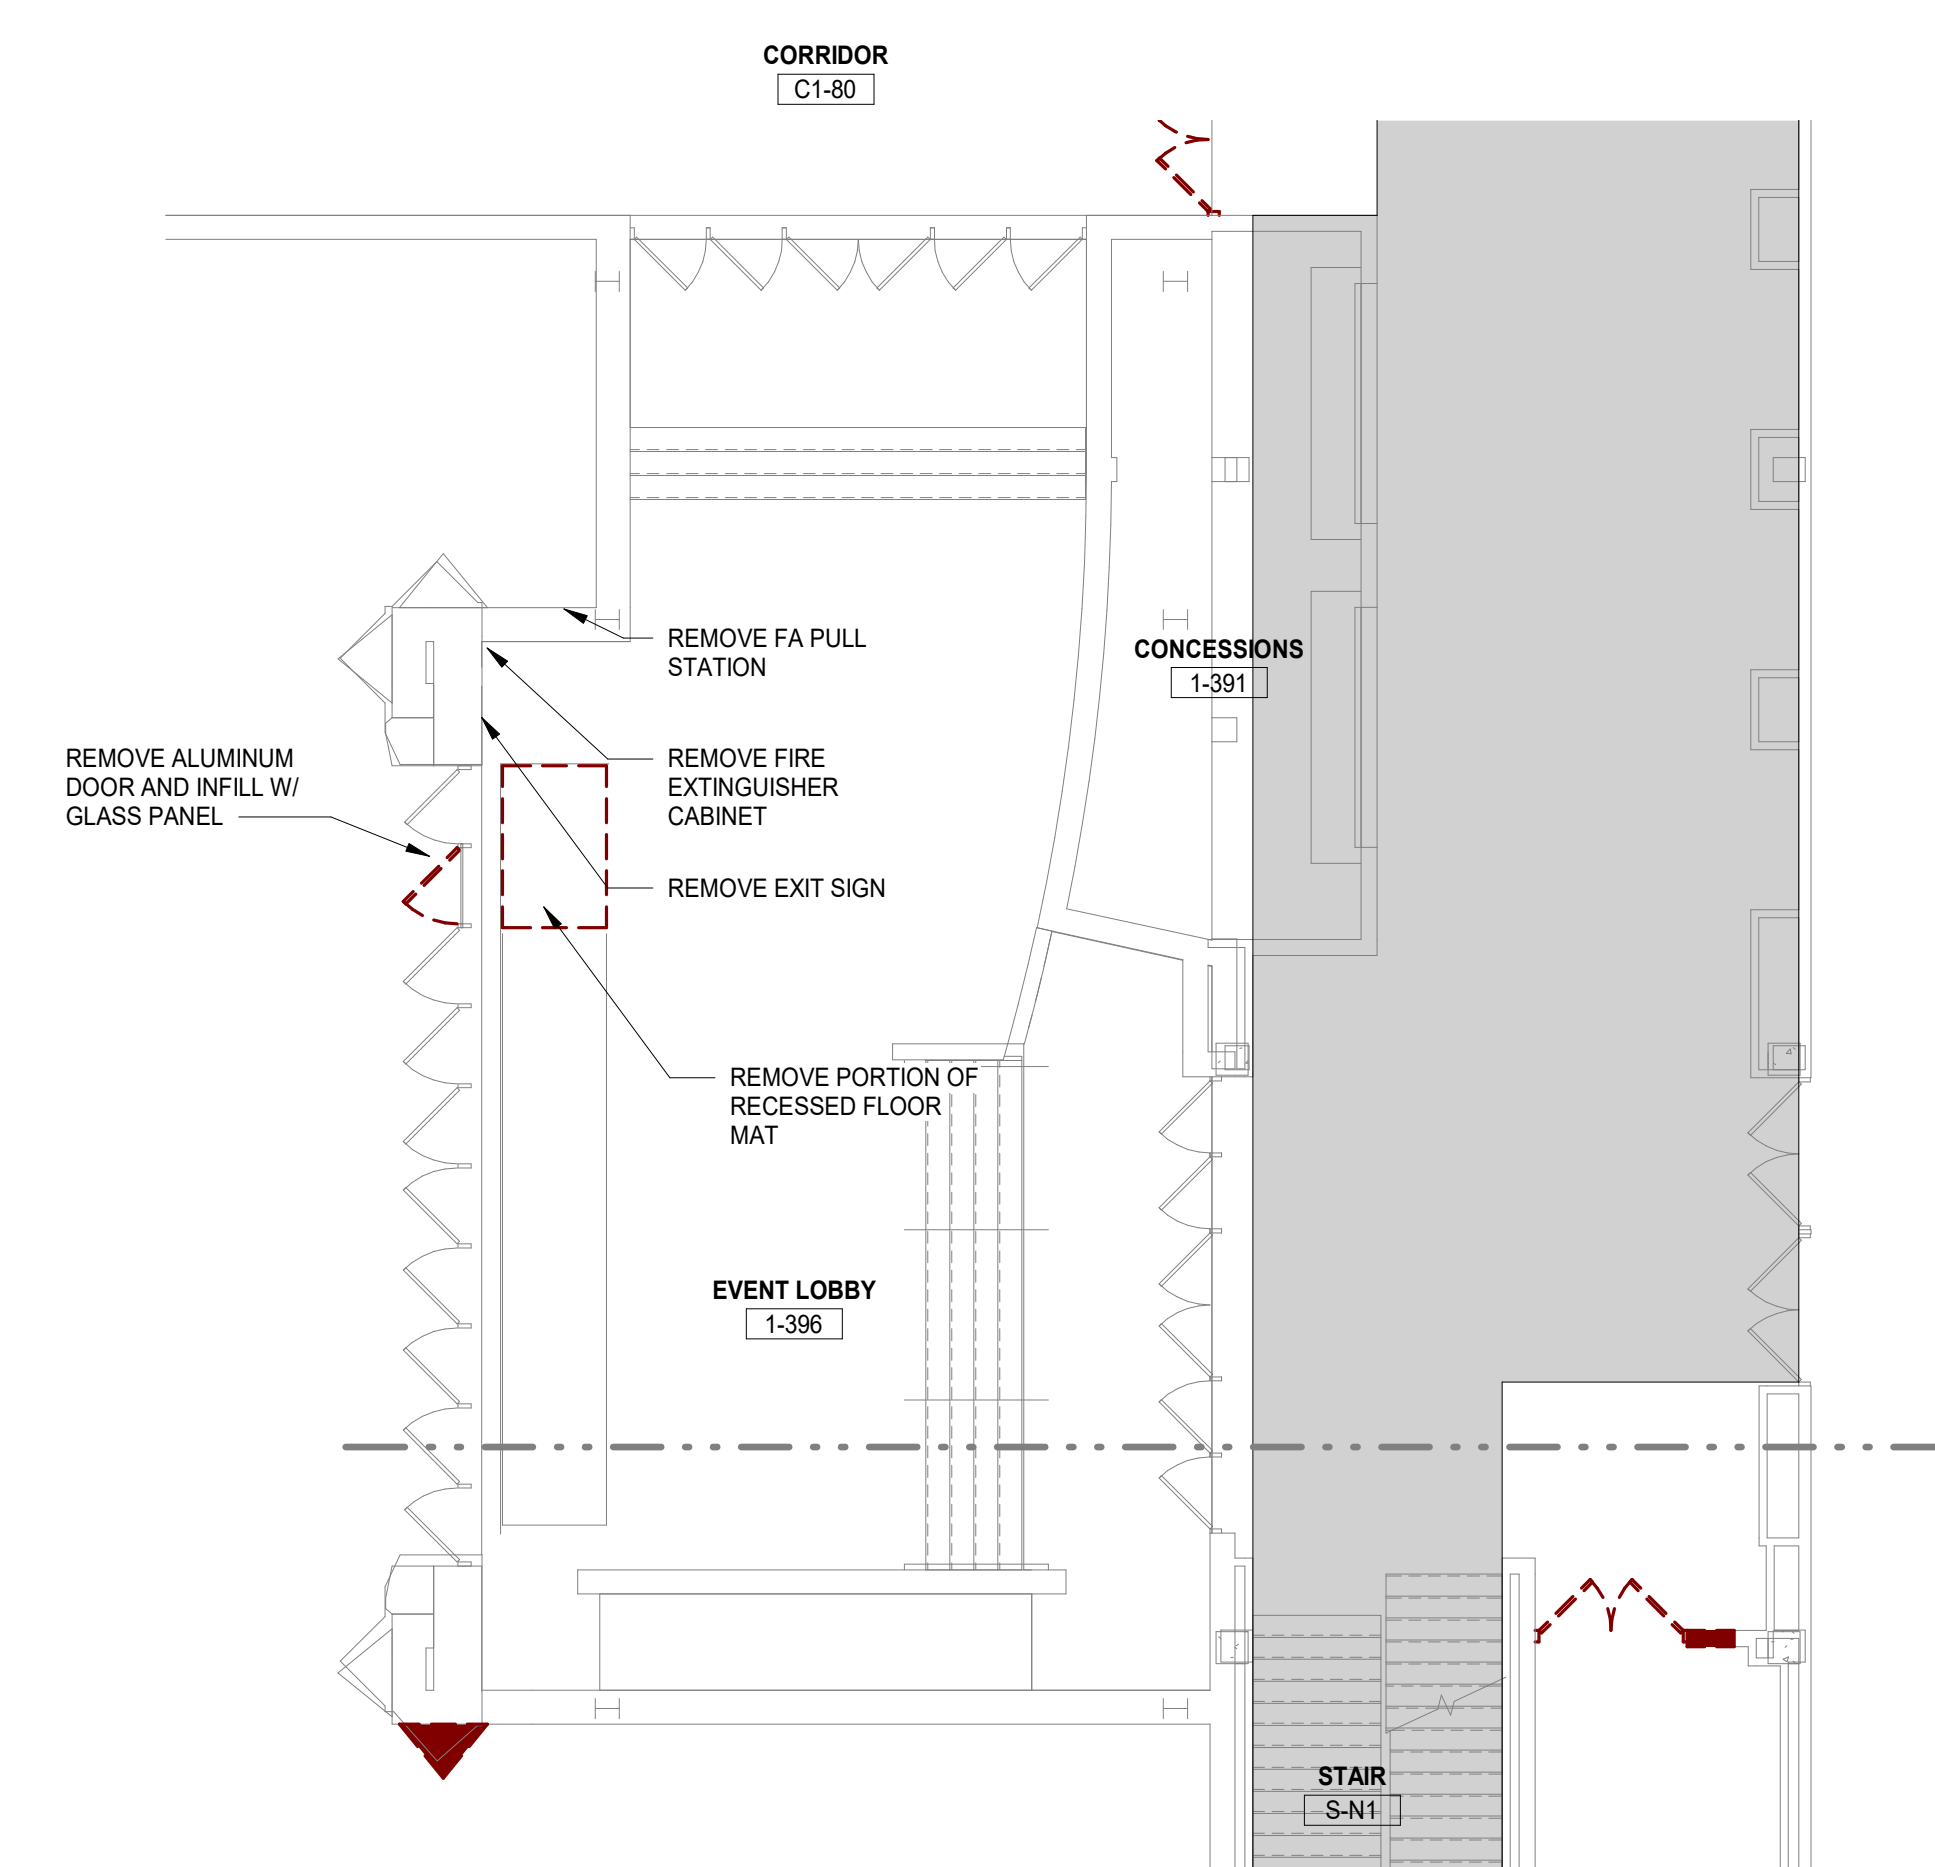 CORRIDOR
C1-80
REMOVE FA PULL
STATION
CONCESSIONS
1-391
REMOVE ALUMINUM
DOOR AND INFILL W/
GLASS PANEL
REMOVE FIRE
EXTINGUISHER
CABINET
REMOVE EXIT SIGN
REMOVE PORTION OF
RECESSED FLOOR
MAT
EVENT LOBBY
1-396
STAIR
S-N1